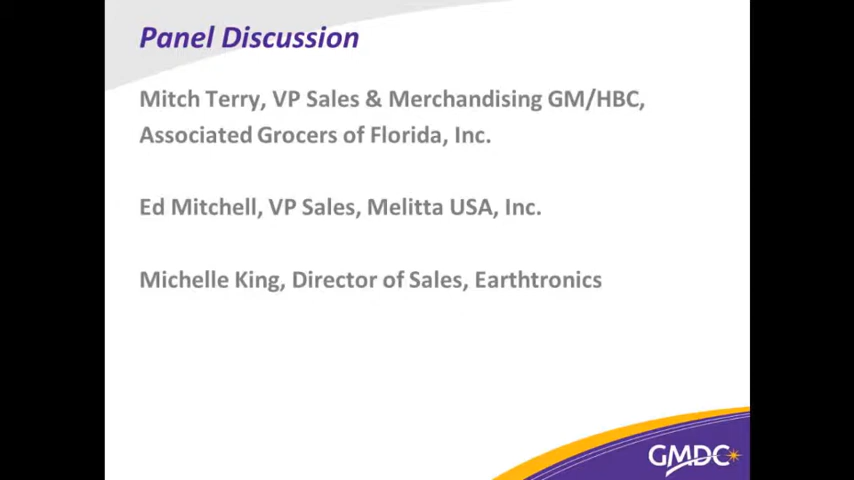 Panel Discussion
Mitch Terry, VP Sales & Merchandising GM/HBC,
Associated Grocers of Florida, Inc.
Ed Mitchell, VP Sales, Melitta USA, Inc.
Michelle King, Director of Sales, Earthtronics
GMDC